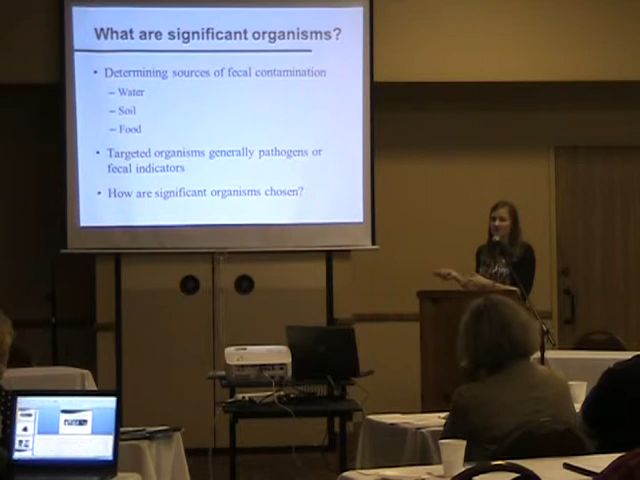 What are significant organisms?
• Determining sources of fecal contamination
– Water
– Soil
– Food
• Targeted organisms generally pathogens or
fecal indicators
• How are significant organisms chosen?